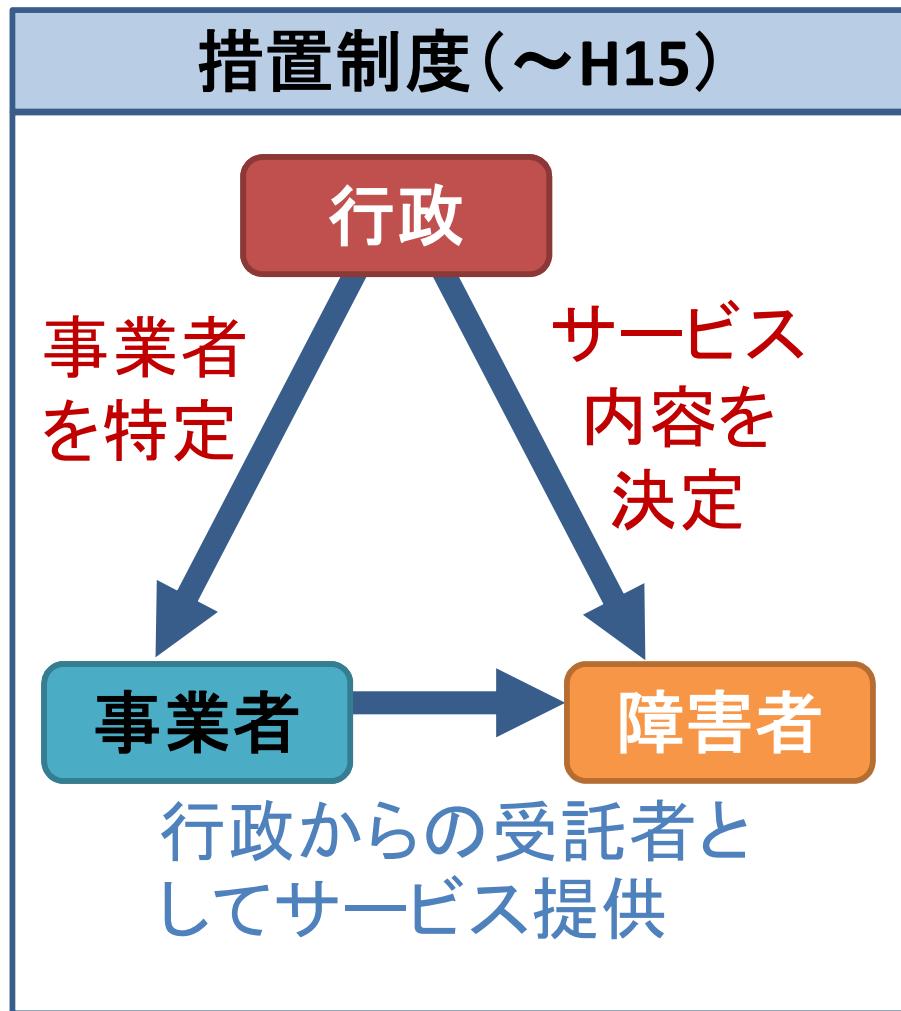 措置制度(～H15)
行政
事業者
を特定
サービス
内容を
決定
事業者
障害者
行政からの受託者と
してサービス提供